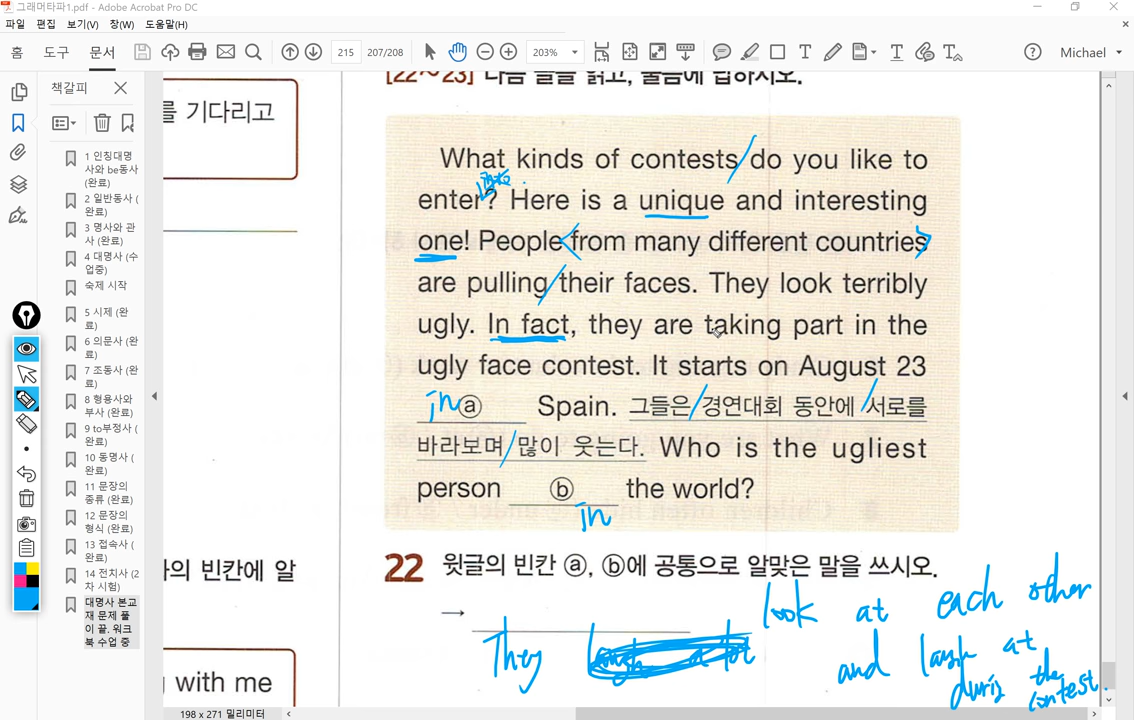 그래머타파1.pdf - Adobe Acrobat Pro DC
파일 편집 보기(V) 창(W) 도움말(H)
홈 도구 문서 215 207/208 203% Michael
책갈피
1 인칭대명
사와 be동사
(완료)
2 일반동사 (
완료)
3 명사와 관
사 (완료)
4 대명사 (수
업중)
숙제 시작
5 시제 (완
료)
6 의문사 (완
료)
7 조동사 (완
료)
8 형용사와
부사 (완료)
9 to부정사 (
완료)
10 동명사 (
완료)
11 문장의
종류 (완료)
12 문장의
형식 (완료)
13 접속사 (
완료)
14 전치사 (2
차 시험)
대명사 본교
재 문제 풀
이 끝, 워크
북 수업 중
를 기다리고
의 빈칸에 알
with me
[22~23] 다음 글을 읽고, 물음에 답하시오.
What kinds of contests do you like to
enter? Here is a unique and interesting
one! People from many different countries
are pulling their faces. They look terribly
ugly. In fact, they are taking part in the
ugly face contest. It starts on August 23
in ⓐ Spain. 그들은 경연대회 동안에 서로를
바라보며 많이 웃는다. Who is the ugliest
person ⓑ the world?
in
22 윗글의 빈칸 ⓐ, ⓑ에 공통으로 알맞은 말을 쓰시오.
→
They look at each other
and laugh at
during the
contest.
198 x 271 밀리미터